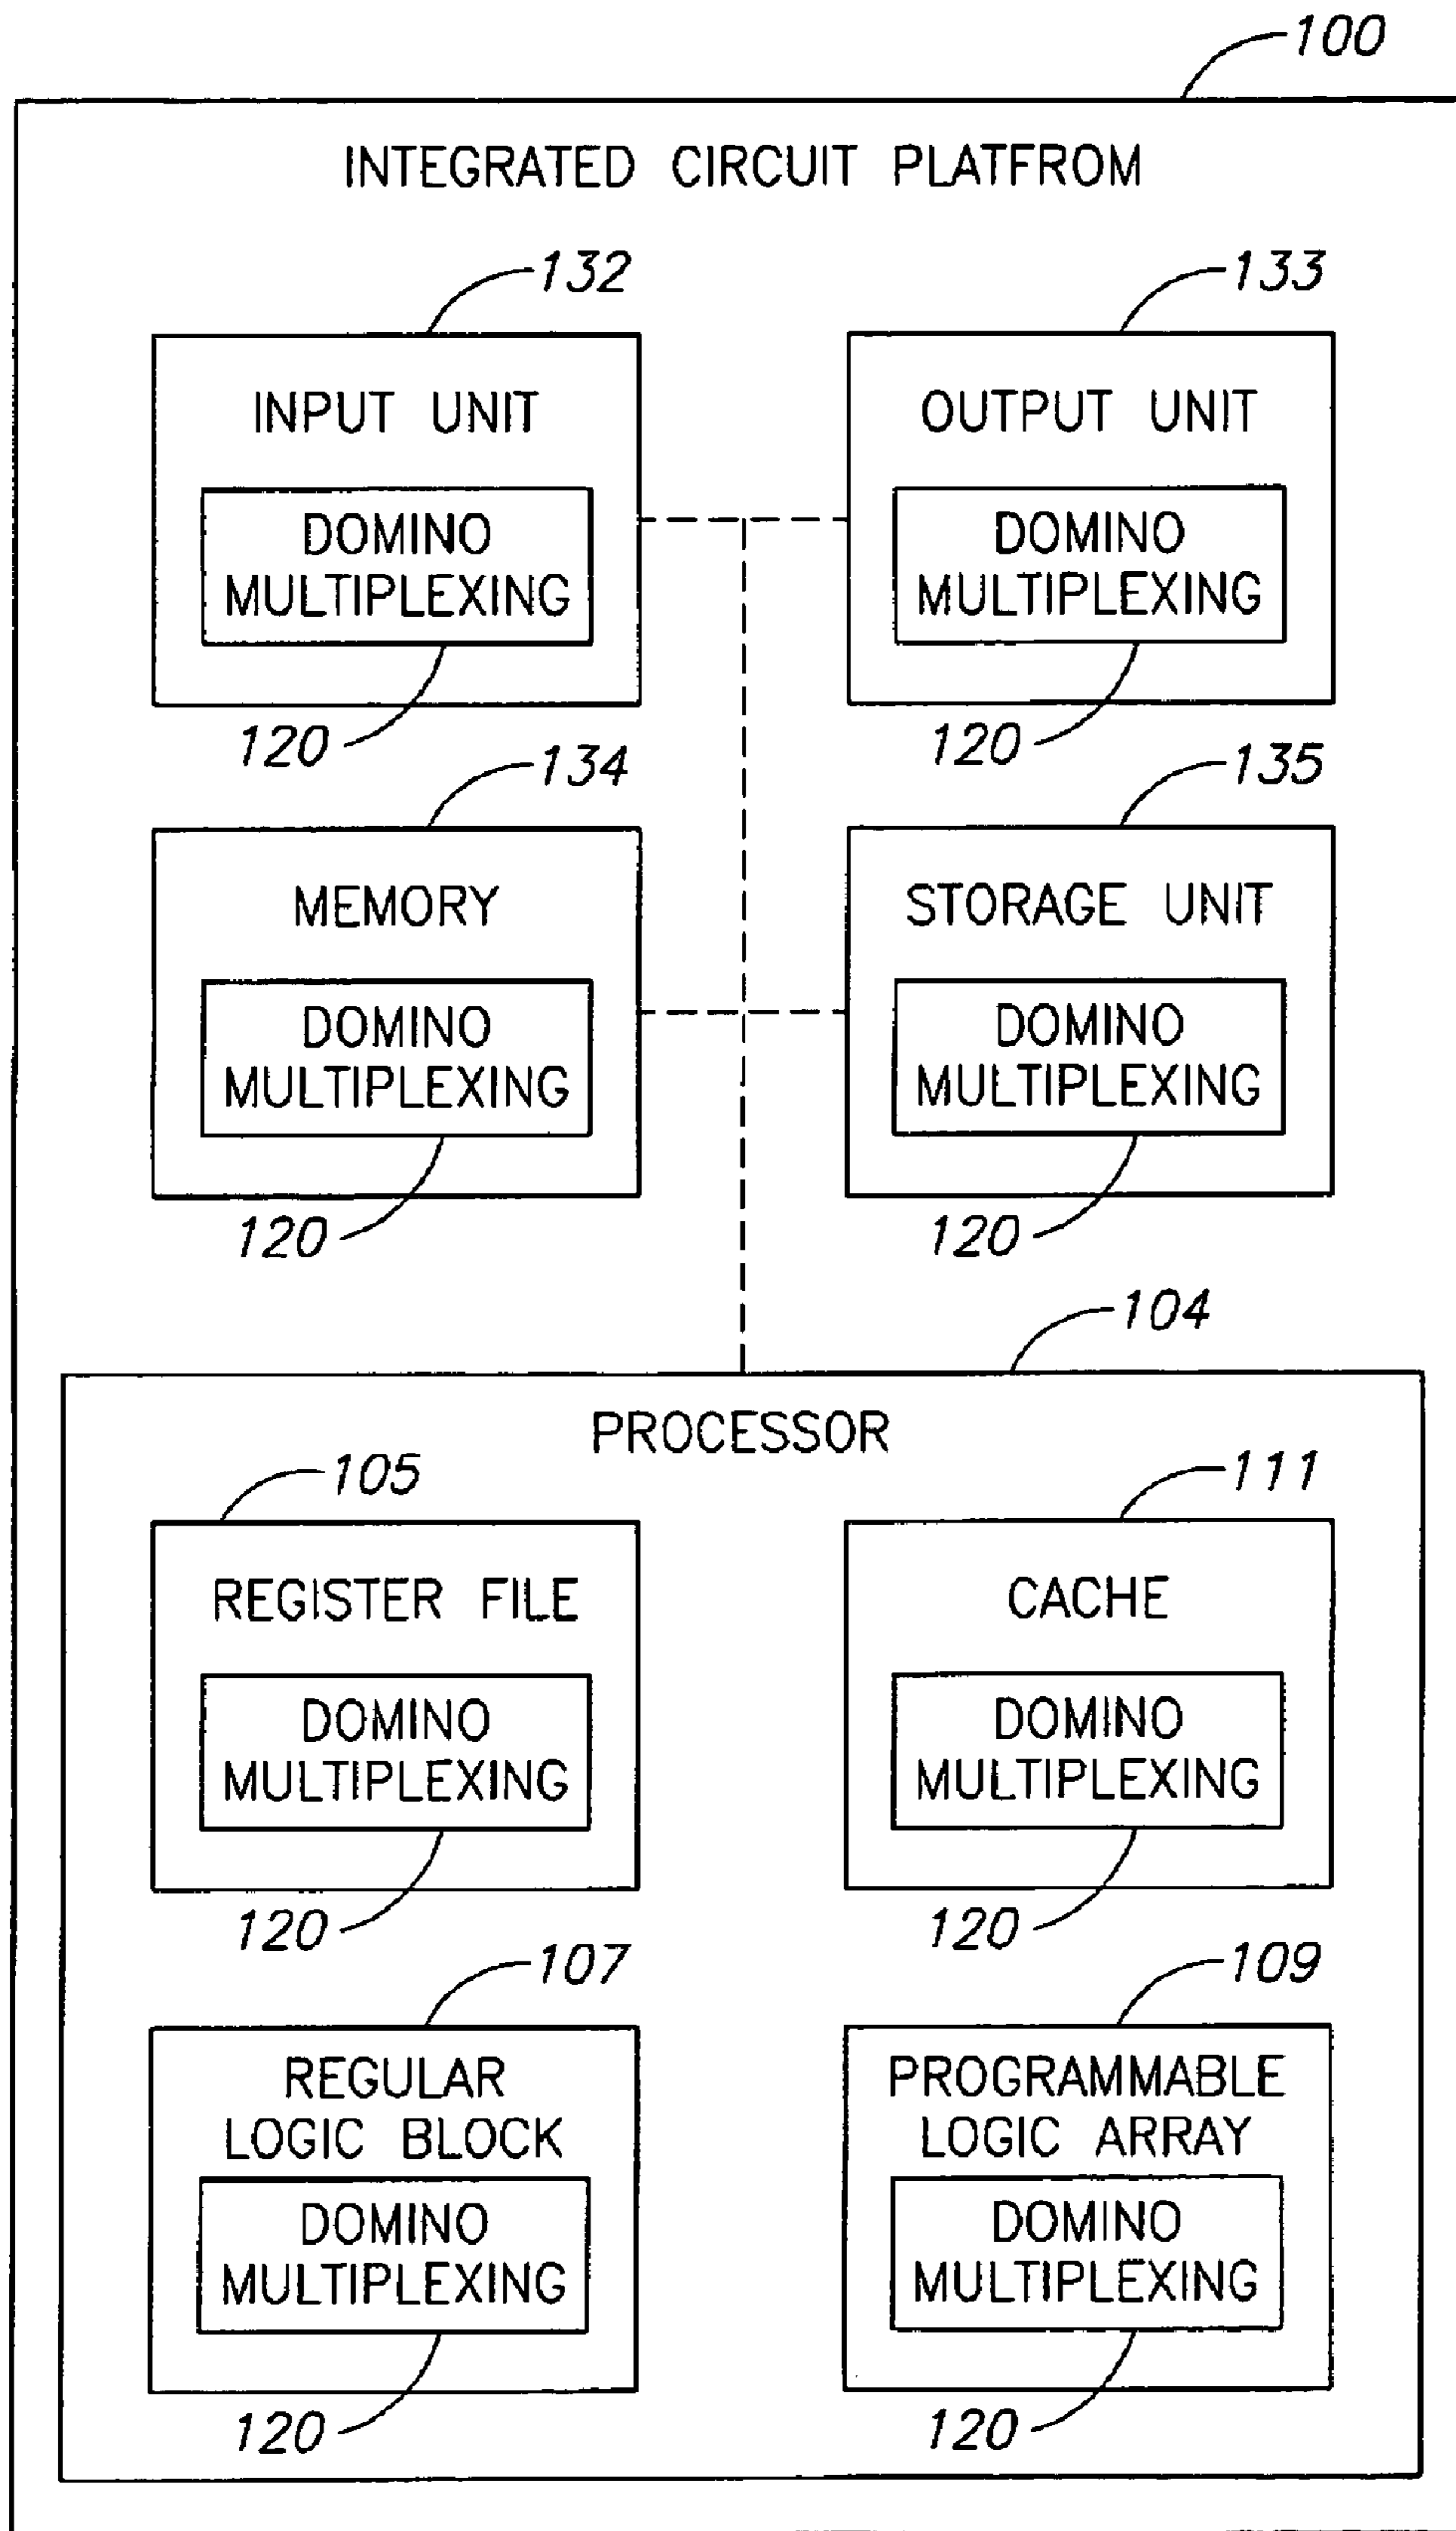 100
INTEGRATED CIRCUIT PLATFROM
132
133
INPUT UNIT
OUTPUT UNIT
DOMINO
MULTIPLEXING
DOMINO
MULTIPLEXING
120
120
134
135
MEMORY
STORAGE UNIT
DOMINO
MULTIPLEXING
DOMINO
MULTIPLEXING
120
120
104
PROCESSOR
105
111
REGISTER FILE
CACHE
DOMINO
MULTIPLEXING
DOMINO
MULTIPLEXING
120
120
107
109
REGULAR
LOGIC BLOCK
PROGRAMMABLE
LOGIC ARRAY
DOMINO
MULTIPLEXING
DOMINO
MULTIPLEXING
120
120